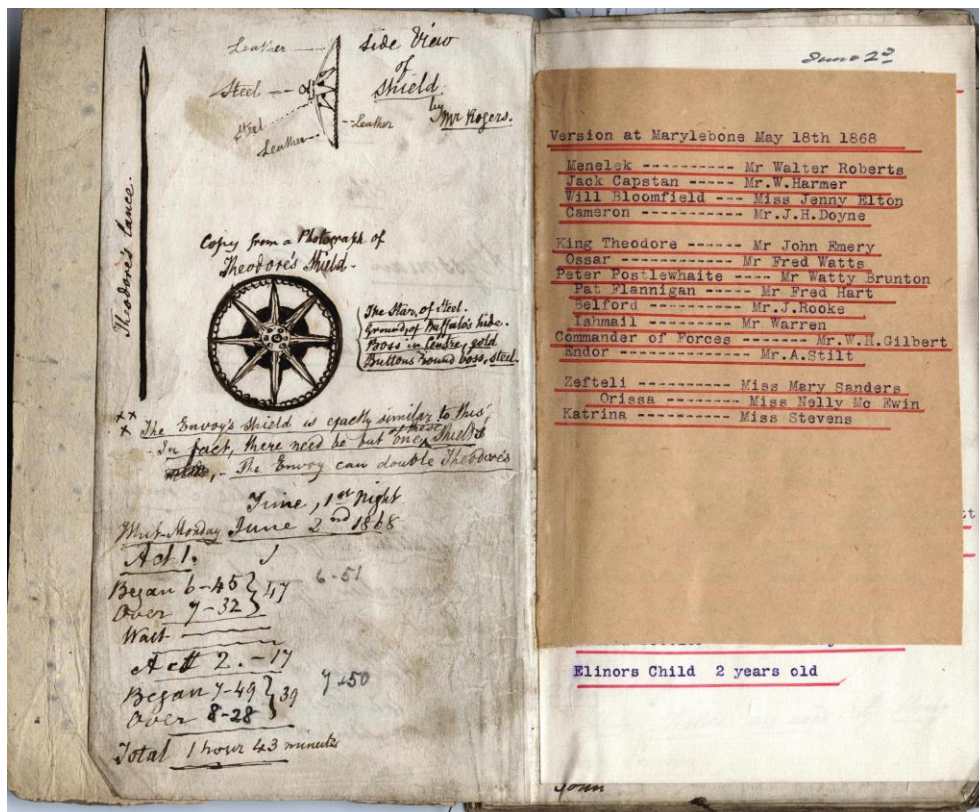 Leather
side View
of
Shield.
by
Mr Rogers.
Steel
Steel
Leather
Leather
Theodore's Lance.
Copy from a Photograph of
Theodore's Shield.
The Star, of Steel.
Ground, of Buffalo's hide.
Boss in Centre, gold
Buttons round boss, steel.
The Envoy's Shield is exactly similar to this,
- In fact, there need be but one Shield
- The Envoy can double Theodore's
Time, 1st Night
Whit-Monday June 2nd 1868
Act 1.
Began 6-45 } 47
Over 7-32
6-51
Wait
Act 2. - 17
Began 7-49 } 39
Over 8-28
7-50
Total 1 hour 43 minutes
June 2d
Version at Marylebone May 18th 1868
Menelek ---------- Mr Walter Roberts
Jack Capstan ----- Mr.W.Harmer
Will Bloomfield --- Miss Jenny Elton
Cameron ---------- Mr.J.H.Doyne
King Theodore ------ Mr John Emery
Ossar ------ Mr Fred Watts
Peter Postlewhaite ---- Mr Watty Brunton
Pat Flannigan ---- Mr Fred Hart
Belford ----- Mr.J.Rooke
Ishmail ---- Mr Warren
Commander of Forces ------- Mr.W.H.Gilbert
Endor ----------- Mr.A.Stilt
Zefteli ---------- Miss Mary Sanders
Orissa ------ Miss Nelly Mc Ewin
Katrina ------ Miss Stevens
Elinors Child 2 years old